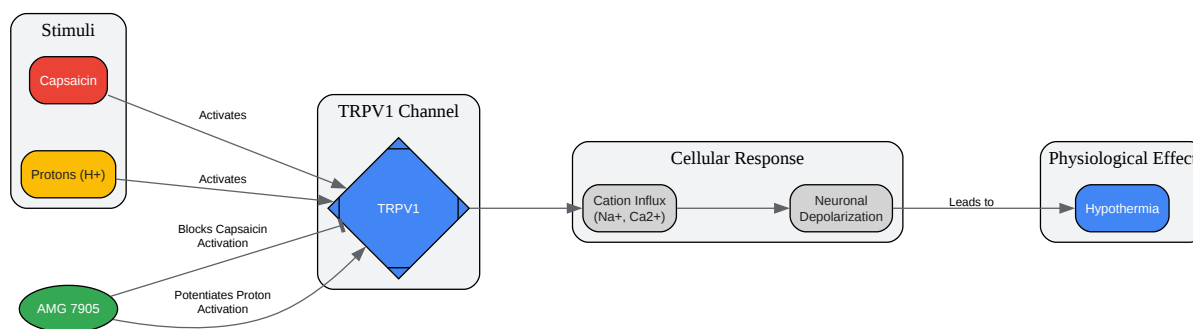 Stimuli
Capsaicin
Protons (H+)
Activates
Activates
TRPV1 Channel
TRPV1
Blocks Capsaicin
Activation
Potentiates Proton
Activation
AMG 7905
Cellular Response
Cation Influx
(Na+, Ca2+)
Neuronal
Depolarization
Leads to
Physiological Effect
Hypothermia